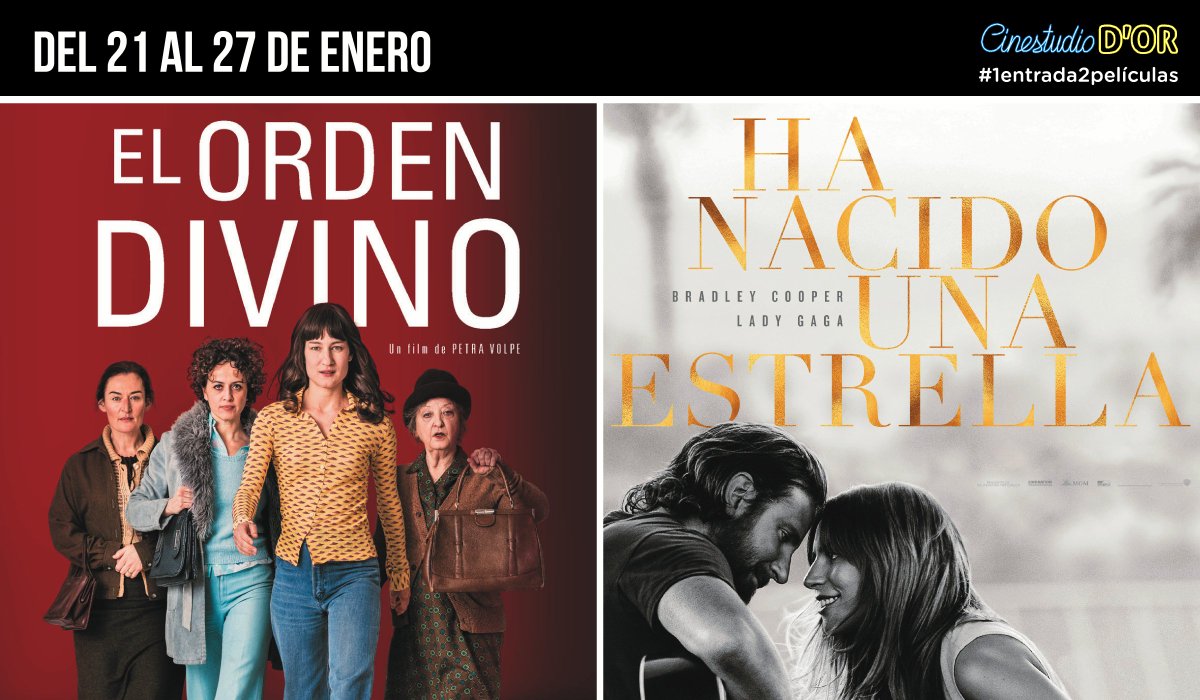 DEL 21 AL 27 DE ENERO
Cinestudio D'OR
#1entrada2películas
EL ORDEN
DIVINO
Un film de PETRA VOLPE
HA
NACIDO
UNA
ESTRELLA
BRADLEY COOPER
LADY GAGA
MGM